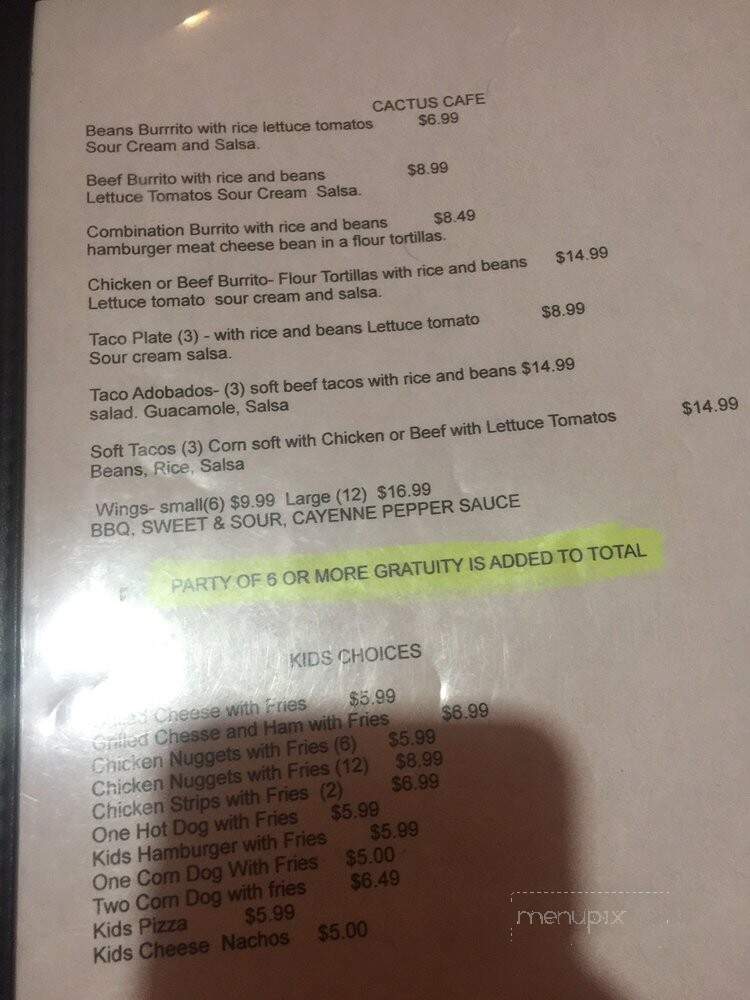 CACTUS CAFE
Beans Burrrito with rice lettuce tomatos $6.99
Sour Cream and Salsa.
Beef Burrito with rice and beans $8.99
Lettuce Tomatos Sour Cream Salsa.
Combination Burrito with rice and beans $8.49
hamburger meat cheese bean in a flour tortillas.
Chicken or Beef Burrito- Flour Tortillas with rice and beans $14.99
Lettuce tomato sour cream and salsa.
Taco Plate (3) - with rice and beans Lettuce tomato $8.99
Sour cream salsa.
Taco Adobados- (3) soft beef tacos with rice and beans $14.99
salad. Guacamole, Salsa
Soft Tacos (3) Corn soft with Chicken or Beef with Lettuce Tomatos $14.99
Beans, Rice, Salsa
Wings- small(6) $9.99 Large (12) $16.99
BBQ, SWEET & SOUR, CAYENNE PEPPER SAUCE
PARTY OF 6 OR MORE GRATUITY IS ADDED TO TOTAL
KIDS CHOICES
Cheese with Fries $5.99
Grilled Chesse and Ham with Fries $6.99
Chicken Nuggets with Fries (6) $5.99
Chicken Nuggets with Fries (12) $8.99
Chicken Strips with Fries (2) $6.99
One Hot Dog with Fries $5.99
Kids Hamburger with Fries $5.99
One Corn Dog With Fries $5.00
Two Corn Dog with fries $6.49
Kids Pizza $5.99
Kids Cheese Nachos $5.00
menupix